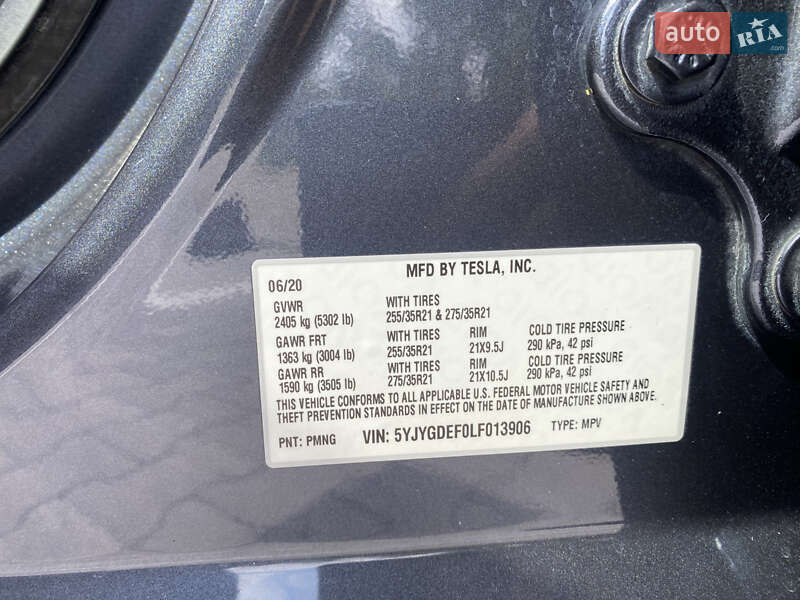 auto RIA
.com
MFD BY TESLA, INC.
06/20
GVWR WITH TIRES
2405 kg (5302 lb) 255/35R21 & 275/35R21
GAWR FRT WITH TIRES RIM COLD TIRE PRESSURE
1363 kg (3004 lb) 255/35R21 21X9.5J 290 kPa, 42 psi
GAWR RR WITH TIRES RIM COLD TIRE PRESSURE
1590 kg (3505 lb) 275/35R21 21X10.5J 290 kPa, 42 psi
THIS VEHICLE CONFORMS TO ALL APPLICABLE U.S. FEDERAL MOTOR VEHICLE SAFETY AND
THEFT PREVENTION STANDARDS IN EFFECT ON THE DATE OF MANUFACTURE SHOWN ABOVE.
PNT: PMNG VIN: 5YJYGDEF0LF013906 TYPE: MPV